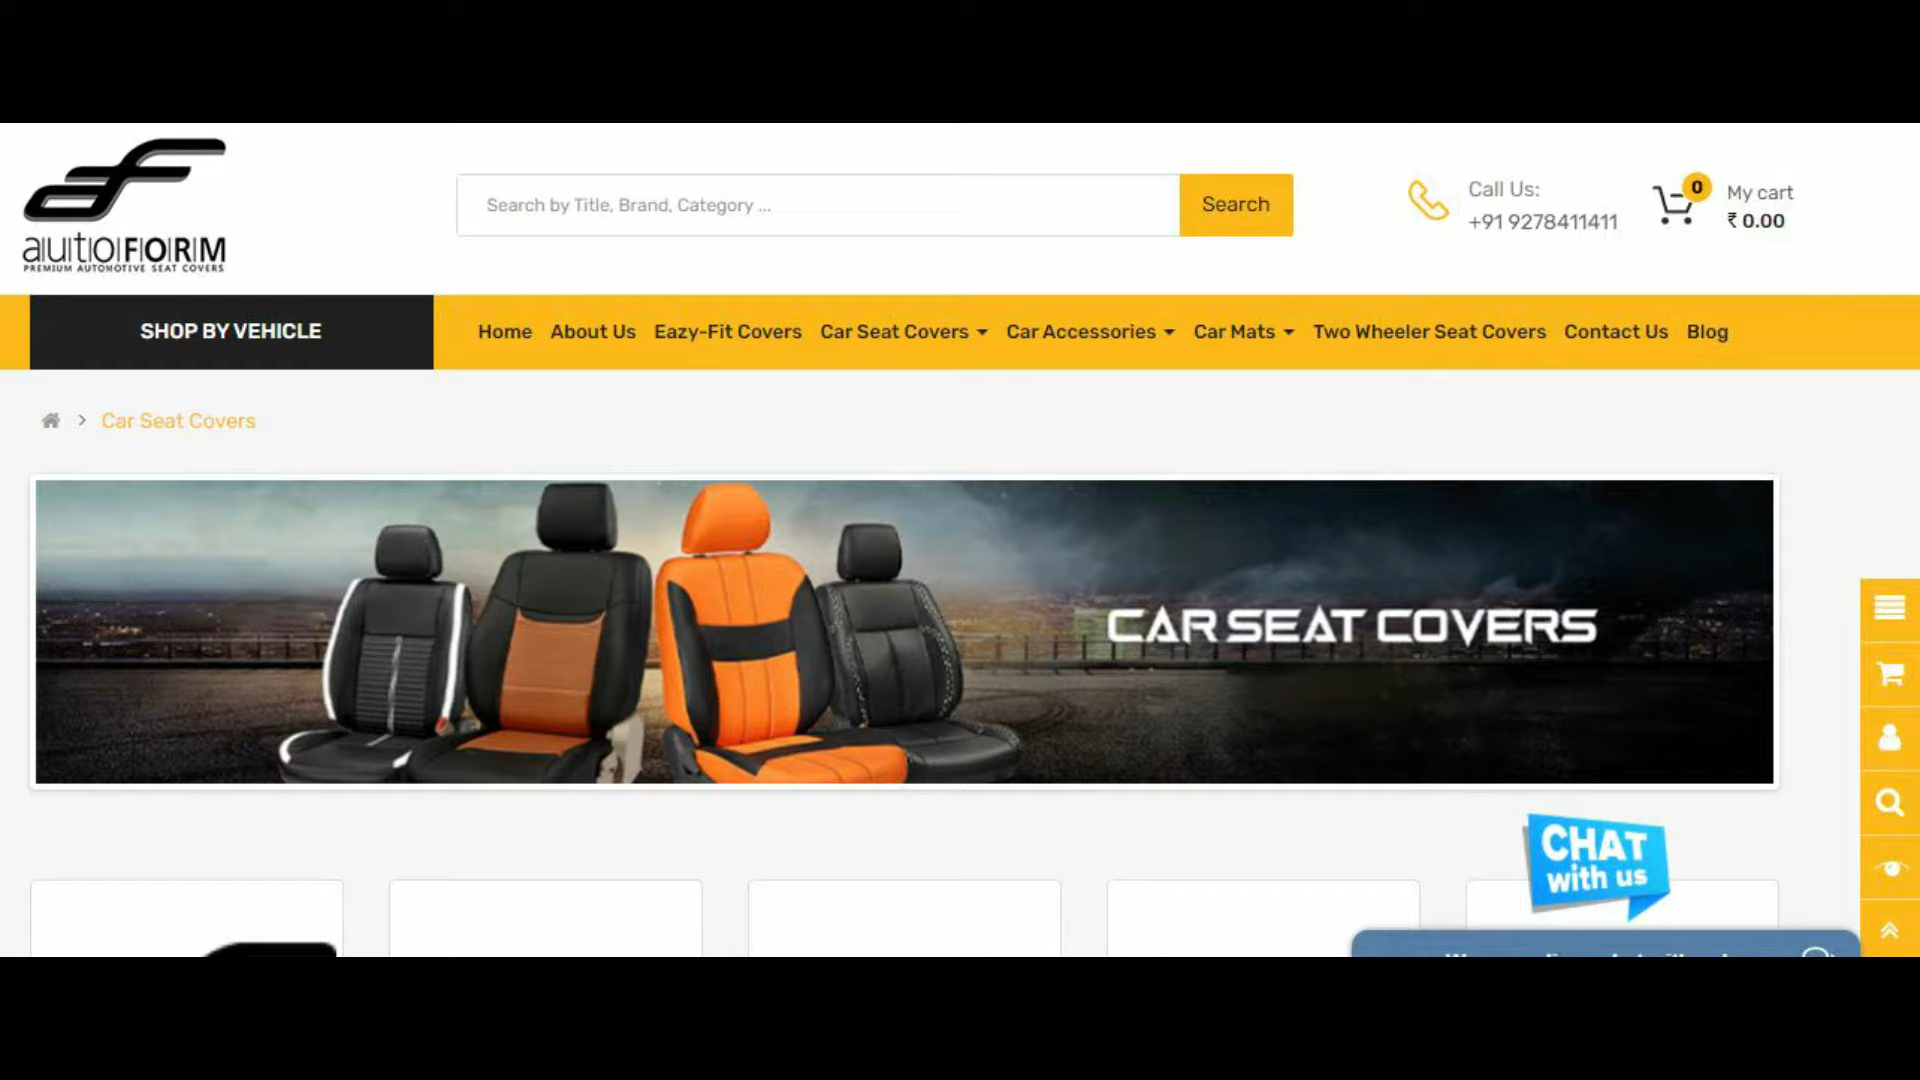 autoFORM
PREMIUM AUTOMOTIVE SEAT COVERS
Search by Title, Brand, Category ...
Search
Call Us:
+91 9278411411
0
My cart
₹ 0.00
SHOP BY VEHICLE
Home About Us Eazy-Fit Covers Car Seat Covers Car Accessories Car Mats Two Wheeler Seat Covers Contact Us Blog
Car Seat Covers
CAR SEAT COVERS
CHAT
with us